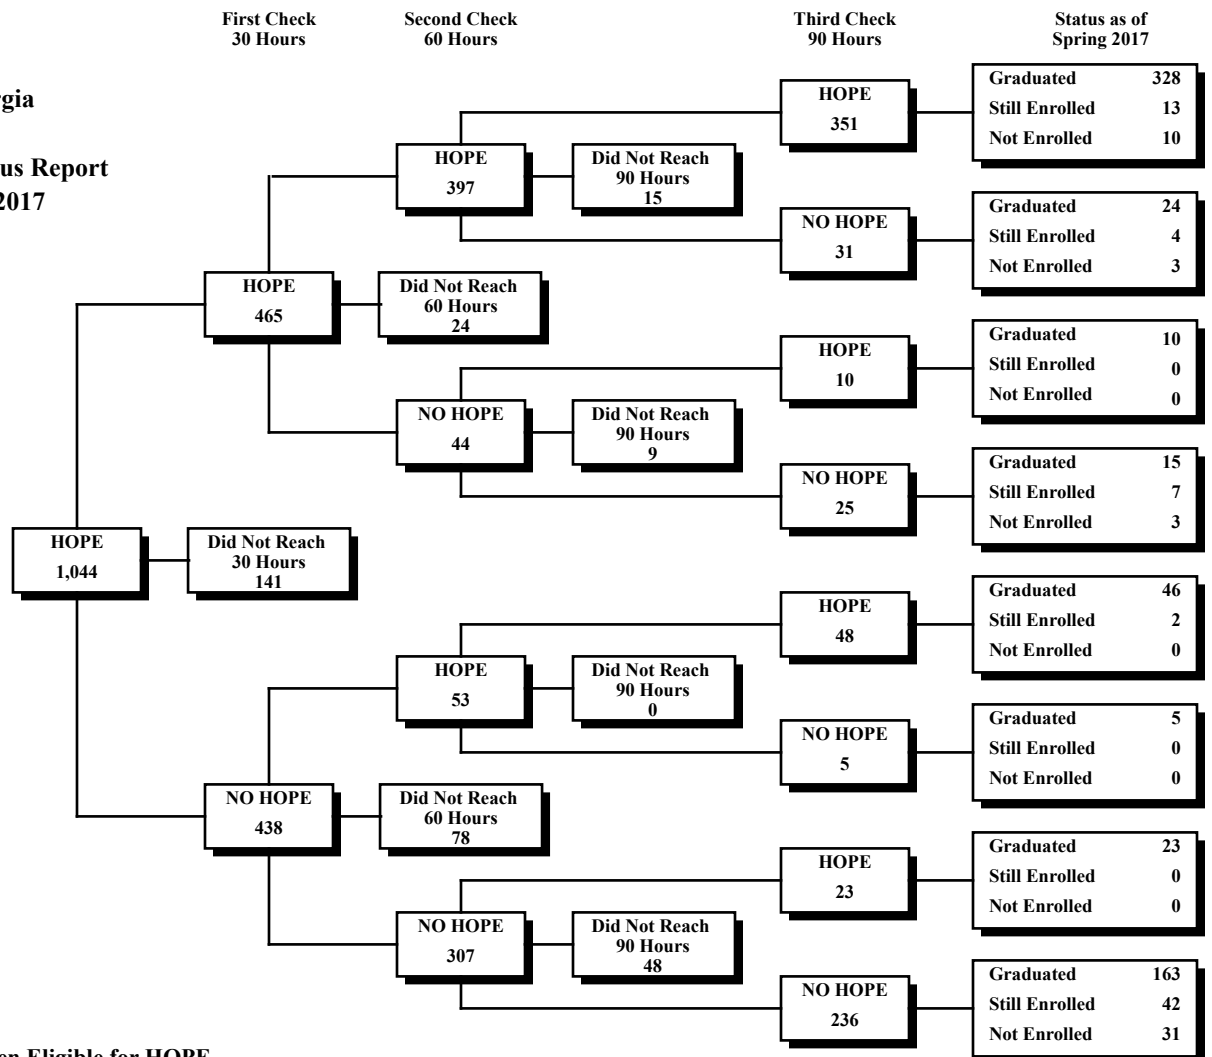 First Check
30 Hours
Second Check
60 Hours
Third Check
90 Hours
Status as of
Spring 2017
us Report
2017
HOPE
1,044
Did Not Reach
30 Hours
141
HOPE
465
Did Not Reach
60 Hours
24
NO HOPE
438
Did Not Reach
60 Hours
78
HOPE
397
Did Not Reach
90 Hours
15
NO HOPE
44
Did Not Reach
90 Hours
9
HOPE
53
Did Not Reach
90 Hours
0
NO HOPE
307
Did Not Reach
90 Hours
48
HOPE
351
Graduated 328
Still Enrolled 13
Not Enrolled 10
NO HOPE
31
Graduated 24
Still Enrolled 4
Not Enrolled 3
HOPE
10
Graduated 10
Still Enrolled 0
Not Enrolled 0
NO HOPE
25
Graduated 15
Still Enrolled 7
Not Enrolled 3
HOPE
48
Graduated 46
Still Enrolled 2
Not Enrolled 0
NO HOPE
5
Graduated 5
Still Enrolled 0
Not Enrolled 0
HOPE
23
Graduated 23
Still Enrolled 0
Not Enrolled 0
NO HOPE
236
Graduated 163
Still Enrolled 42
Not Enrolled 31
Eligible for HOPE